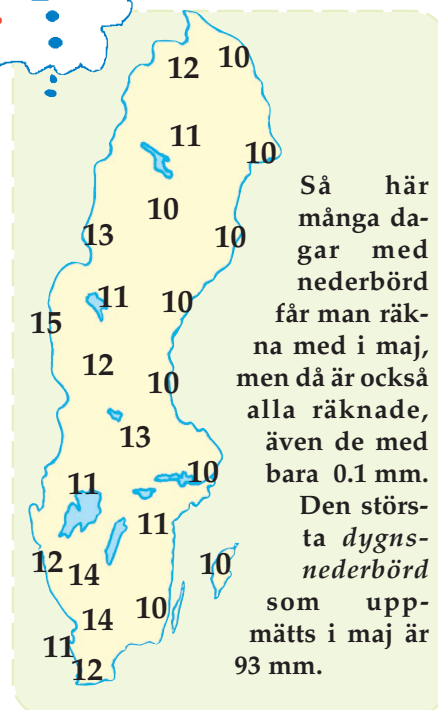 12 10
11
10
10
13
10
11
15
10
12
10
13
11
10
11
12
14
10
14
10
11
12
Så här
många da-
gar med
nederbörd
får man räk-
na med i maj,
men då är också
alla räknade,
även de med
bara 0.1 mm.
Den störs-
ta dygns-
nederbörd
som upp-
mätts i maj är
93 mm.